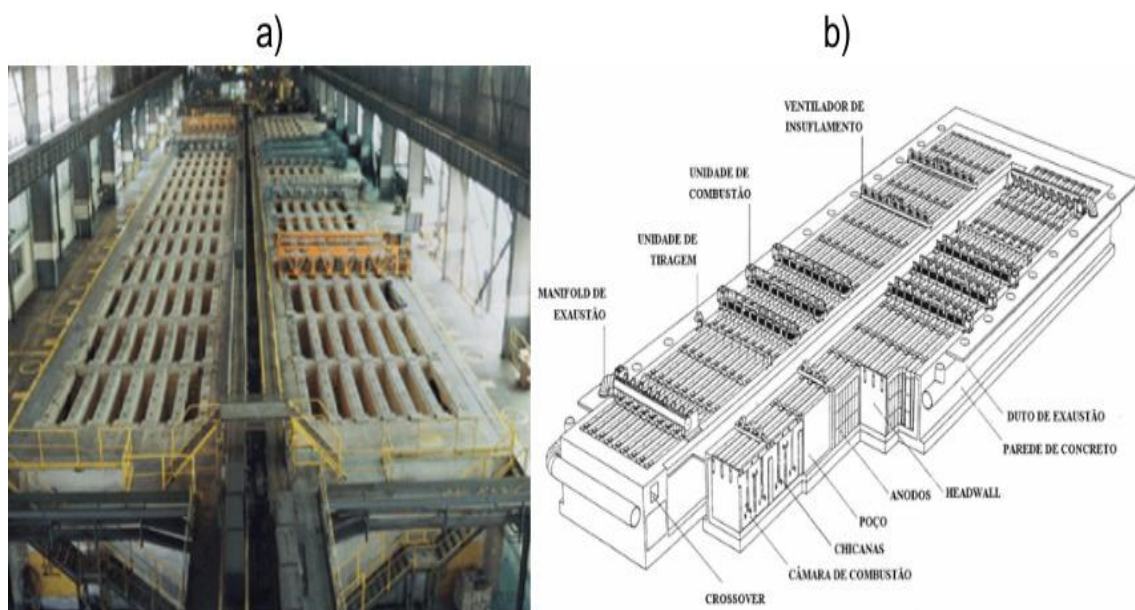 a)
b)
VENTILADOR DE
INSUFLAMENTO
UNIDADE DE
COMBUSTÃO
UNIDADE DE
TIRAGEM
MANIFOLD DE
EXAUSTÃO
DUTO DE EXAUSTÃO
PAREDE DE CONCRETO
HEADWALL
ANODOS
POÇO
CHICANAS
CÂMARA DE COMBUSTÃO
CROSSOVER